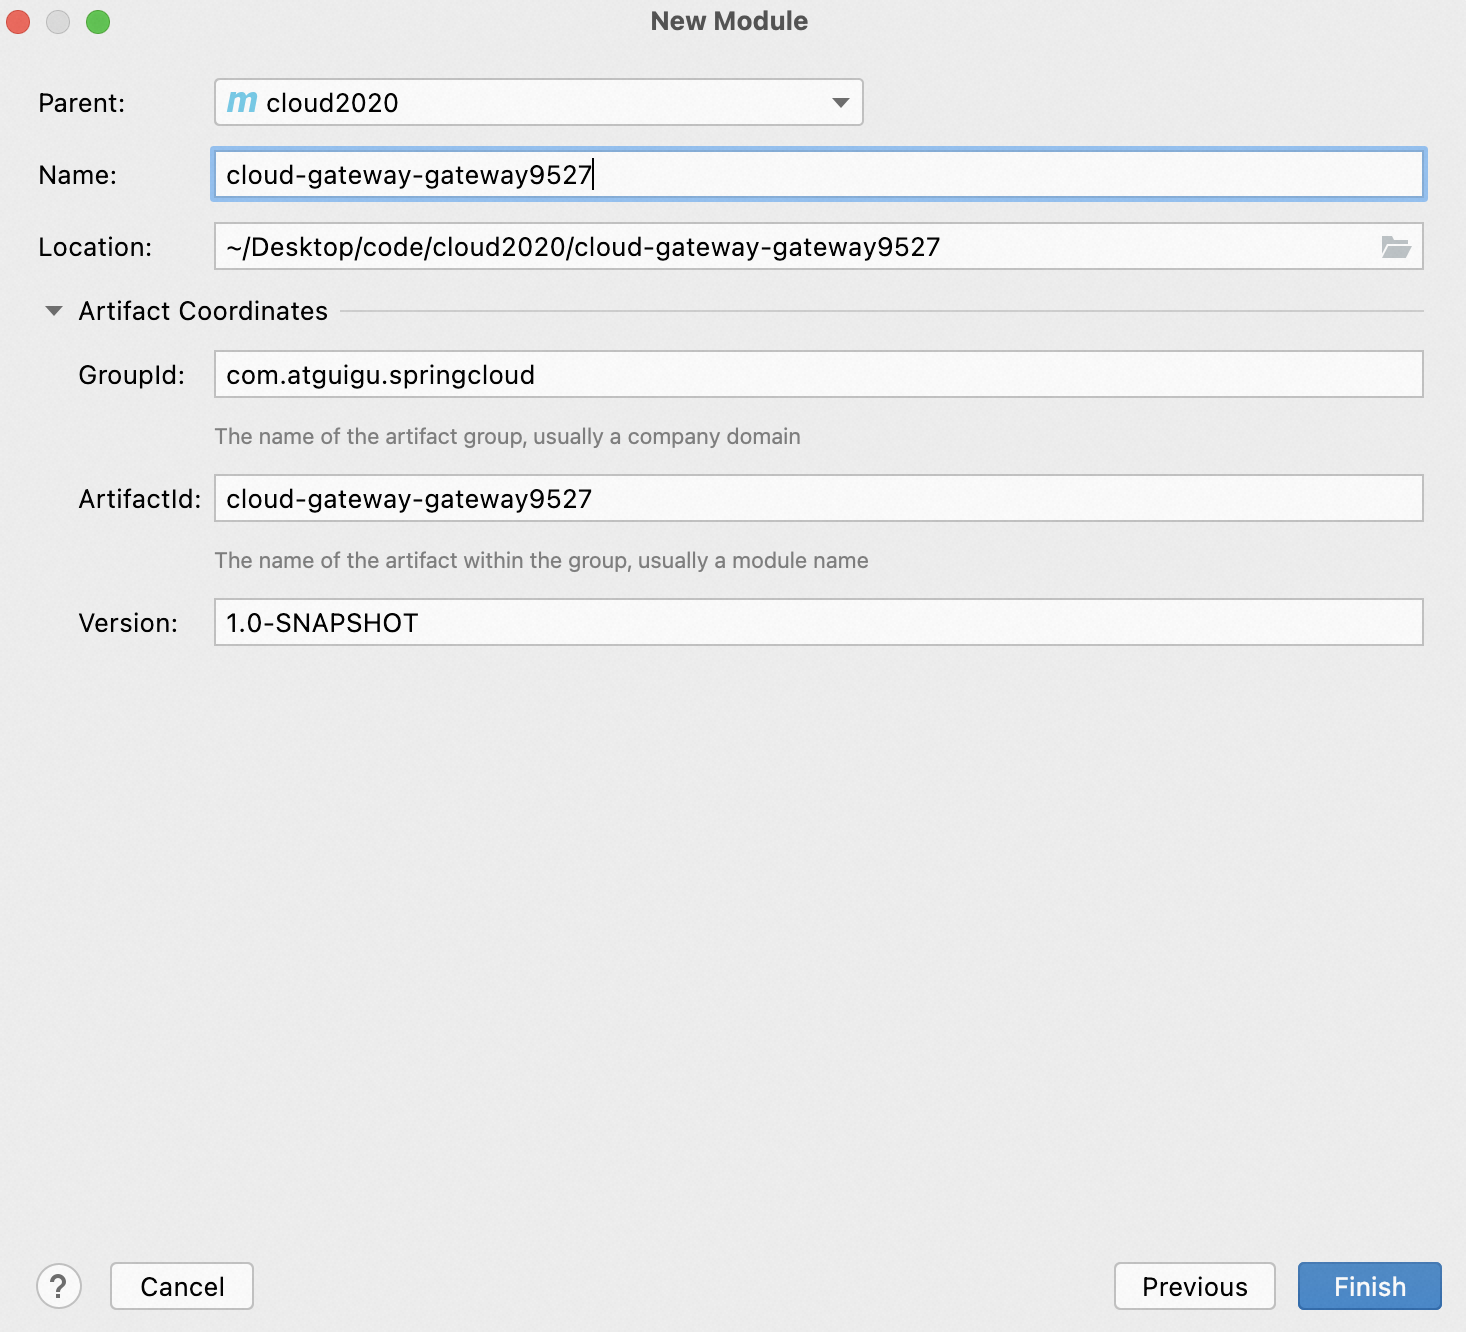 New Module
Parent: m cloud2020
Name: cloud-gateway-gateway9527
Location: ~/Desktop/code/cloud2020/cloud-gateway-gateway9527
Artifact Coordinates
GroupId: com.atguigu.springcloud
The name of the artifact group, usually a company domain
ArtifactId: cloud-gateway-gateway9527
The name of the artifact within the group, usually a module name
Version: 1.0-SNAPSHOT
? Cancel Previous Finish